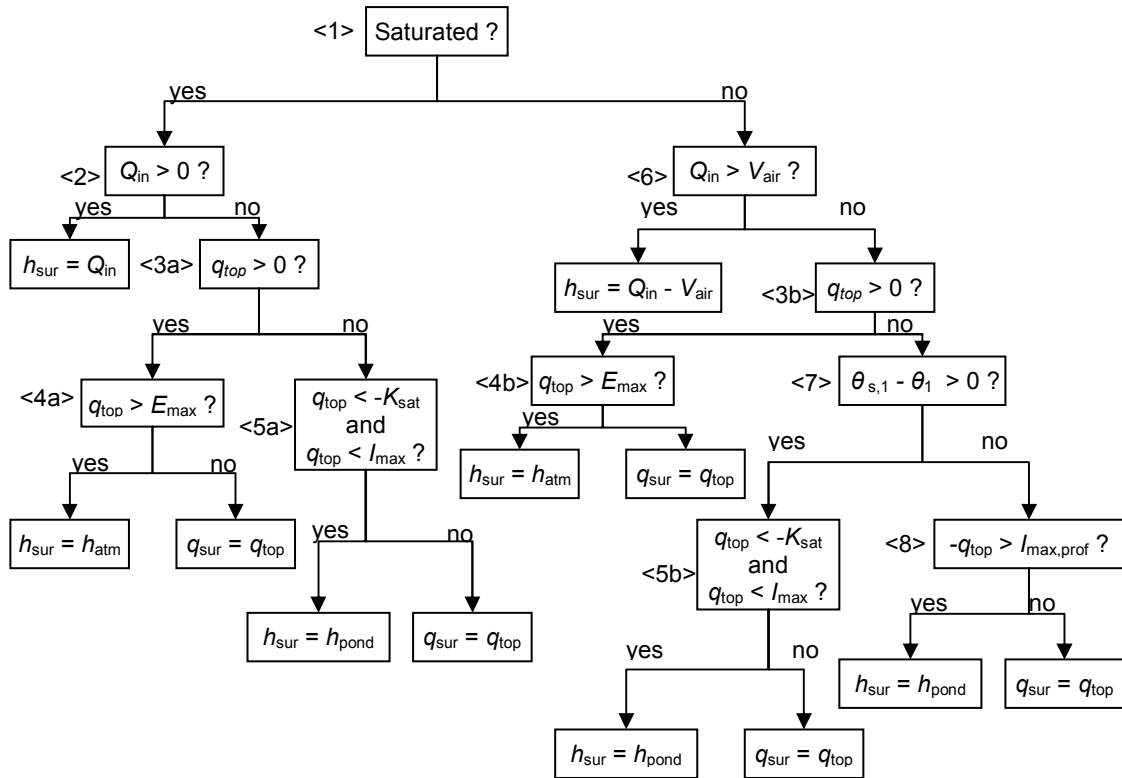 <1> Saturated ?
yes no
<2> Q_in > 0 ?
<6> Q_in > V_air ?
yes no
yes no
h_sur = Q_in
<3a> q_top > 0 ?
h_sur = Q_in - V_air
<3b> q_top > 0 ?
yes no
yes no
<4a> q_top > E_max ?
<5a> q_top < -K_sat
and
q_top < I_max ?
<4b> q_top > E_max ?
<7> θ_s,1 - θ_1 > 0 ?
yes no
yes no
yes no
h_sur = h_atm
q_sur = q_top
h_sur = h_atm
q_sur = q_top
yes no
<5b> q_top < -K_sat
and
q_top < I_max ?
<8> -q_top > I_max,prof ?
h_sur = h_pond
q_sur = q_top
yes no
yes no
h_sur = h_pond
q_sur = q_top
h_sur = h_pond
q_sur = q_top